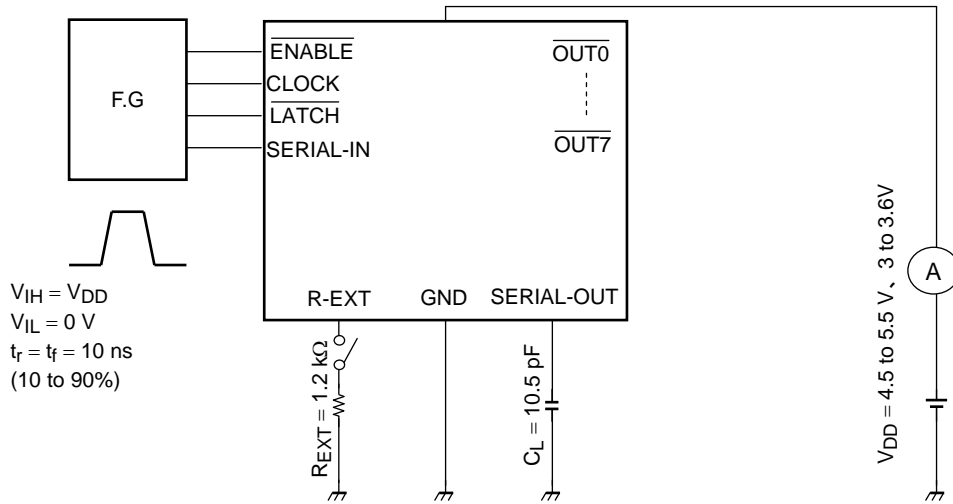 F.G
ENABLE
CLOCK
LATCH
SERIAL-IN
OUT0
OUT7
R-EXT
GND
SERIAL-OUT
VIH = VDD
VIL = 0 V
tr = tf = 10 ns
(10 to 90%)
REXT = 1.2 kΩ
CL = 10.5 pF
A
VDD = 4.5 to 5.5 V、3 to 3.6V